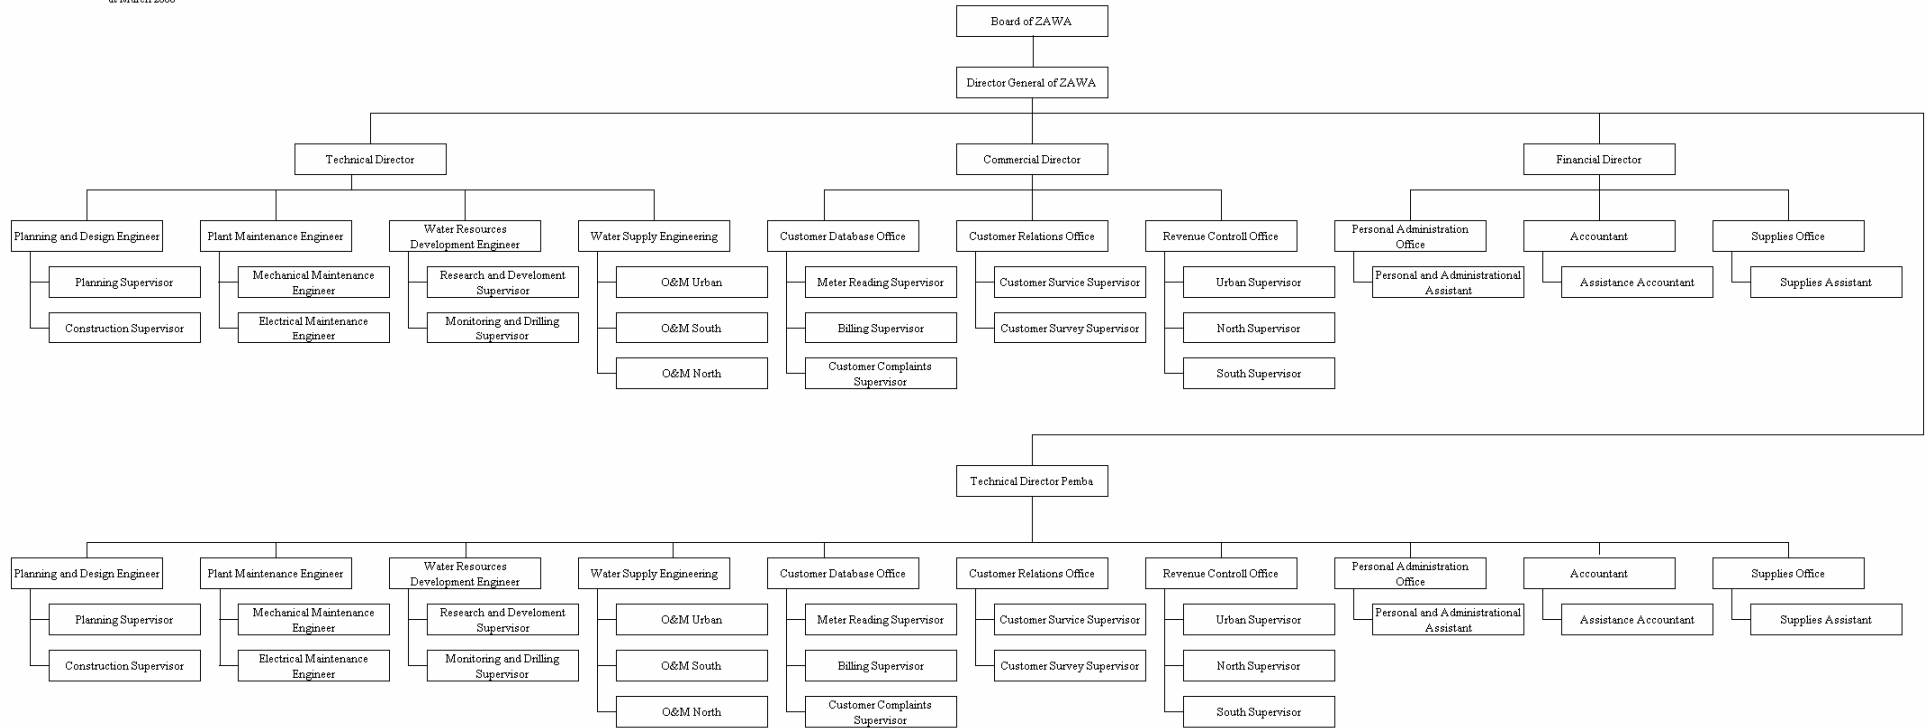 Board of ZAWA
Director General of ZAWA
Technical Director
Commercial Director
Financial Director
Planning and Design Engineer
Plant Maintenance Engineer
Water Resources
Development Engineer
Water Supply Engineering
Customer Database Office
Customer Relations Office
Revenue Controll Office
Personal Administration
Office
Accountant
Supplies Office
Planning Supervisor
Mechanical Maintenance
Engineer
Research and Develoment
Supervisor
O&M Urban
Meter Reading Supervisor
Customer Survice Supervisor
Urban Supervisor
Personal and Administrational
Assistant
Assistance Accountant
Supplies Assistant
Construction Supervisor
Electrical Maintenance
Engineer
Monitoring and Drilling
Supervisor
O&M South
Billing Supervisor
Customer Survey Supervisor
North Supervisor
O&M North
Customer Complaints
Supervisor
South Supervisor
Technical Director Pemba
Planning and Design Engineer
Plant Maintenance Engineer
Water Resources
Development Engineer
Water Supply Engineering
Customer Database Office
Customer Relations Office
Revenue Controll Office
Personal Administration
Office
Accountant
Supplies Office
Planning Supervisor
Mechanical Maintenance
Engineer
Research and Develoment
Supervisor
O&M Urban
Meter Reading Supervisor
Customer Survice Supervisor
Urban Supervisor
Personal and Administrational
Assistant
Assistance Accountant
Supplies Assistant
Construction Supervisor
Electrical Maintenance
Engineer
Monitoring and Drilling
Supervisor
O&M South
Billing Supervisor
Customer Survey Supervisor
North Supervisor
O&M North
Customer Complaints
Supervisor
South Supervisor